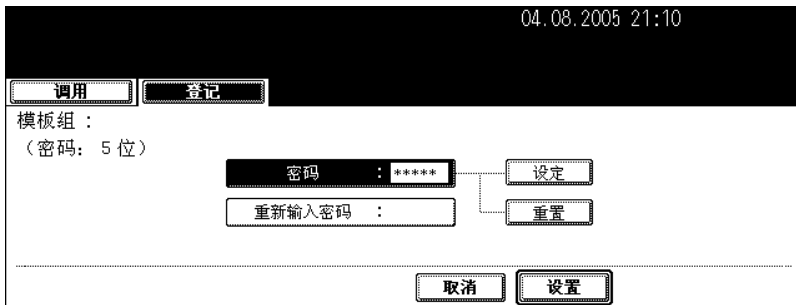 04.08.2005 21:10
调用 登记
模板组：
（密码： 5 位）
密码 : ***** 设定
重新输入密码 : 重置
取消 设置